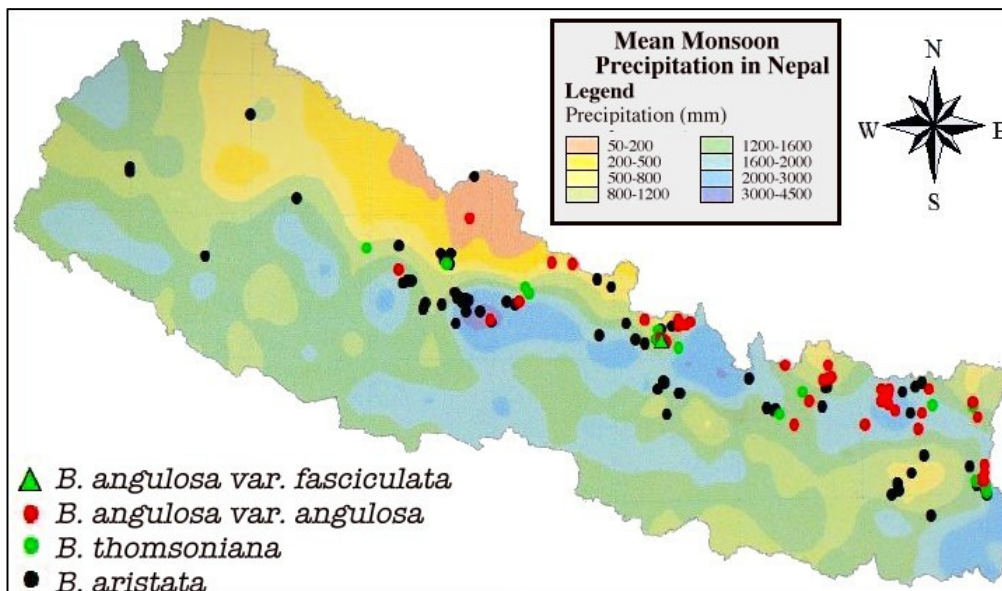 Mean Monsoon
Precipitation in Nepal
Legend
Precipitation (mm)
50-200
200-500
500-800
800-1200
1200-1600
1600-2000
2000-3000
3000-4500
N
W
E
S
B. angulosa var. fasciculata
B. angulosa var. angulosa
B. thomsoniana
B. aristata